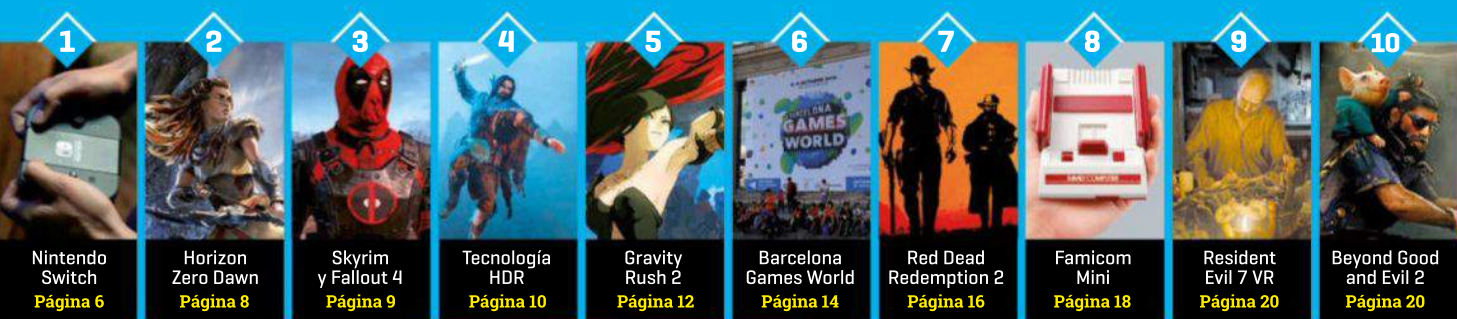 1
Nintendo
Switch
Página 6
2
Horizon
Zero Dawn
Página 8
3
Skyrim
y Fallout 4
Página 9
4
Tecnología
HDR
Página 10
5
Gravity
Rush 2
Página 12
6
BARCELONA
GAMES
WORLD
Barcelona
Games World
Página 14
7
Red Dead
Redemption 2
Página 16
8
Famicom
Mini
Página 18
9
Resident
Evil 7 VR
Página 20
10
Beyond Good
and Evil 2
Página 20